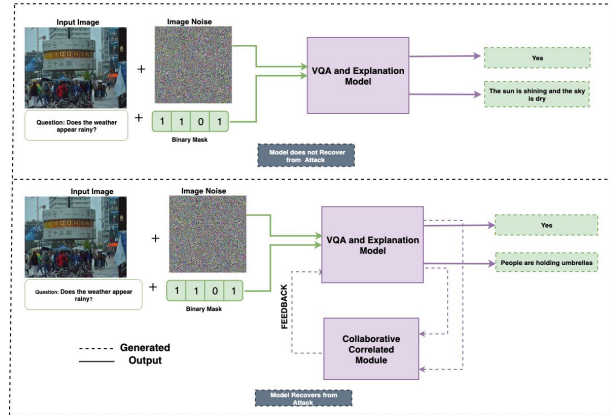 Input Image
Image Noise
+
Question: Does the weather
appear rainy?
+
1 1 0 1
Binary Mask
VQA and Explanation
Model
Yes
The sun is shining and the sky
is dry
Model does not Recover
from Attack
Input Image
Image Noise
+
Question: Does the weather appear
rainy?
+
1 1 0 1
Binary Mask
VQA and Explanation
Model
Yes
People are holding umbrellas
FEEDBACK
Collaborative
Correlated
Module
Generated
Output
Model Recovers from
Attack